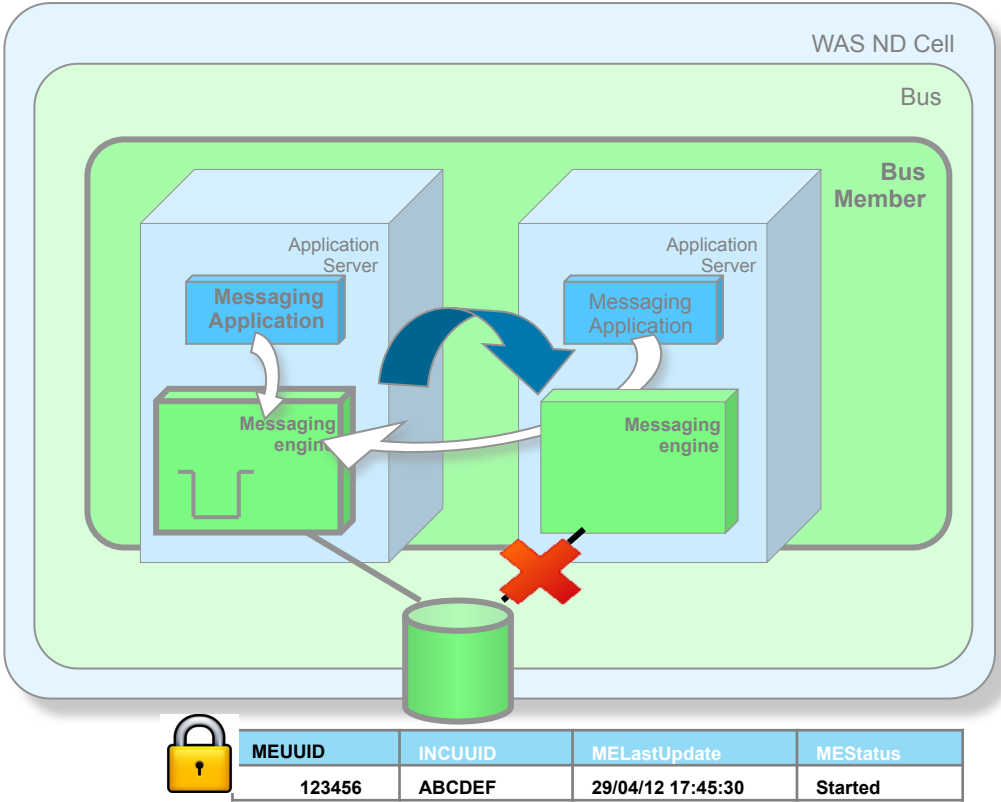 WAS ND Cell
Bus
Bus
Member
Application
Server
Messaging
Application
Messaging
engine
Application
Server
Messaging
Application
Messaging
engine
MEUUID INCUUID MELastUpdate MEStatus
123456 ABCDEF 29/04/12 17:45:30 Started